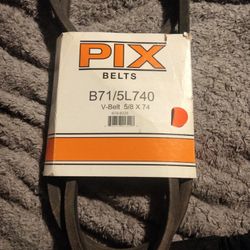 PIX
BELTS
B71/5L740
V-Belt 5/8 X 74